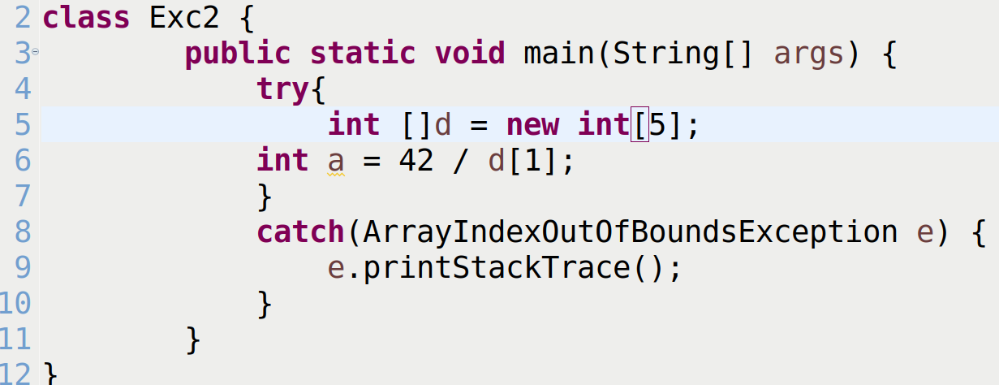 2 class Exc2 {
3 public static void main(String[] args) {
4 try{
5 int []d = new int[5];
6 int a = 42 / d[1];
7 }
8 catch(ArrayIndexOutOfBoundsException e) {
9 e.printStackTrace();
10 }
11 }
12 }